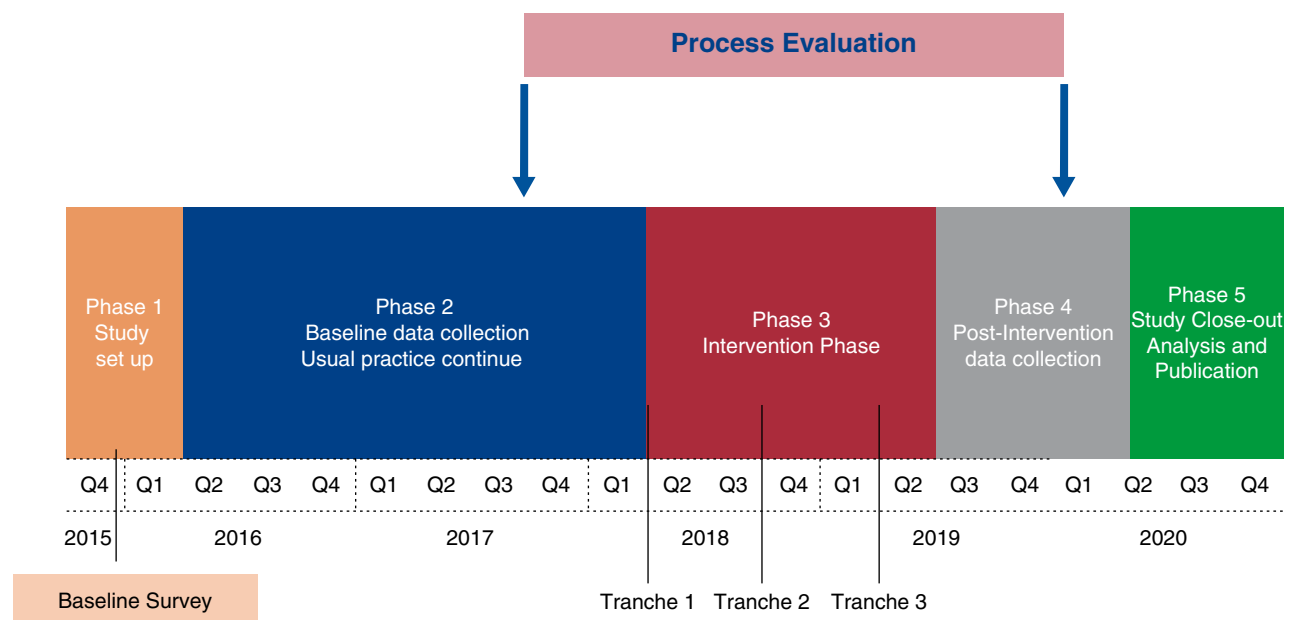 Process Evaluation
Phase 1
Study
set up
Phase 2
Baseline data collection
Usual practice continue
Phase 3
Intervention Phase
Phase 4
Post-Intervention
data collection
Phase 5
Study Close-out
Analysis and
Publication
Q4 Q1 Q2 Q3 Q4 Q1 Q2 Q3 Q4 Q1 Q2 Q3 Q4 Q1 Q2 Q3 Q4 Q1 Q2 Q3 Q4
2015 2016 2017 2018 2019 2020
Baseline Survey
Tranche 1 Tranche 2 Tranche 3